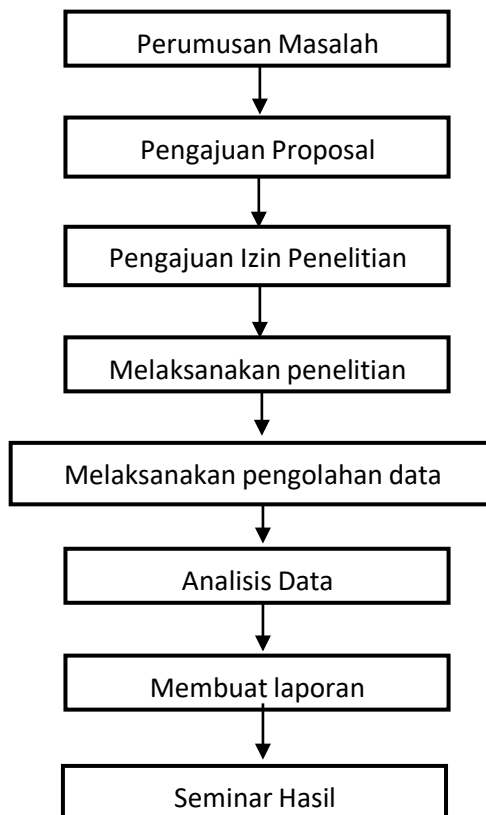 Perumusan Masalah
Pengajuan Proposal
Pengajuan Izin Penelitian
Melaksanakan penelitian
Melaksanakan pengolahan data
Analisis Data
Membuat laporan
Seminar Hasil